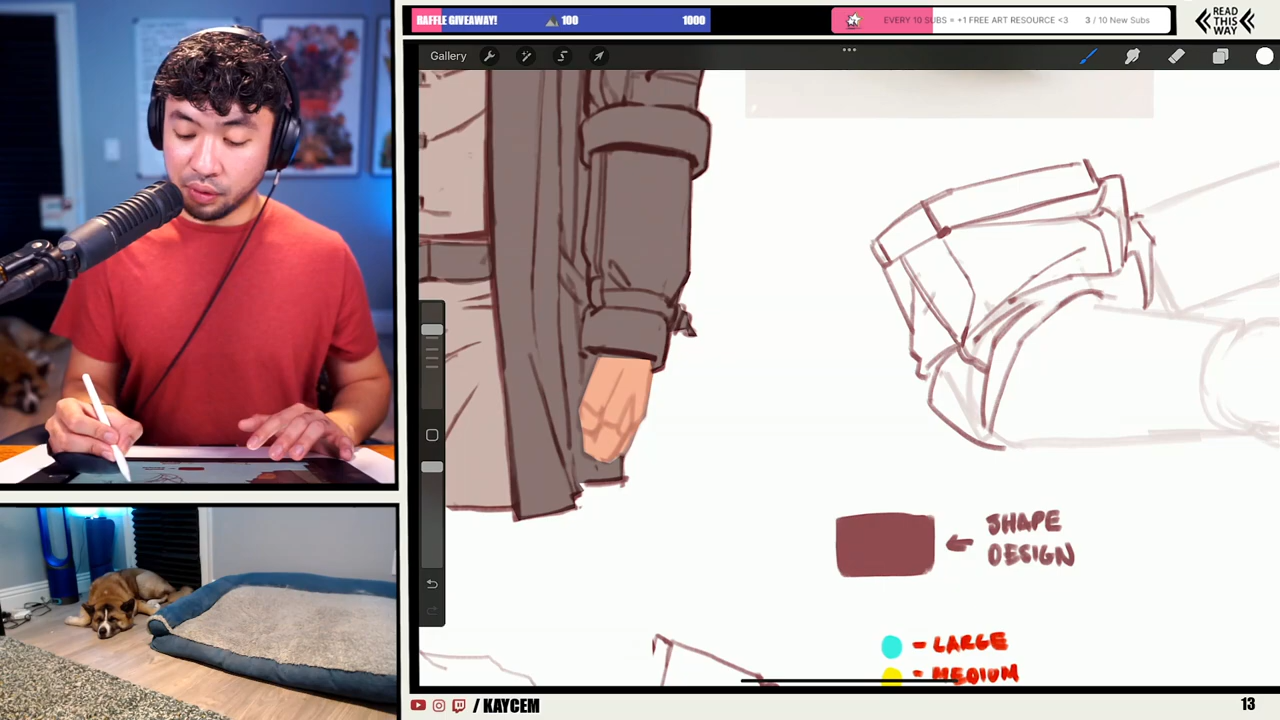 RAFFLE GIVEAWAY!
100
1000
EVERY 10 SUBS = +1 FREE ART RESOURCE <3
3 / 10 New Subs
READ
THIS
WAY
Gallery
SHAPE
DESIGN
- LARGE
- MEDIUM
/ KAYCEM
13